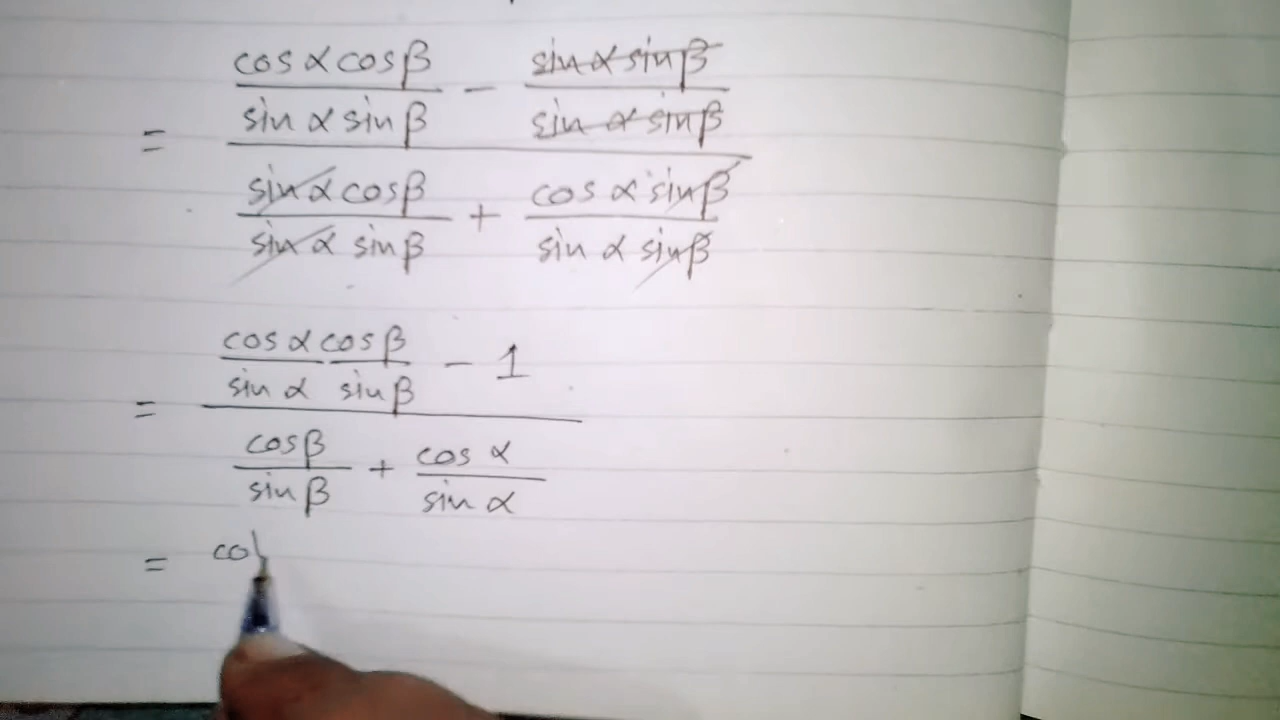 cos α cos β / sin α sin β - sin α sin β / sin α sin β
=
sin α cos β / sin α sin β + cos α sin β / sin α sin β
cos α / sin α cos β / sin β - 1
=
cos β / sin β + cos α / sin α
= cot